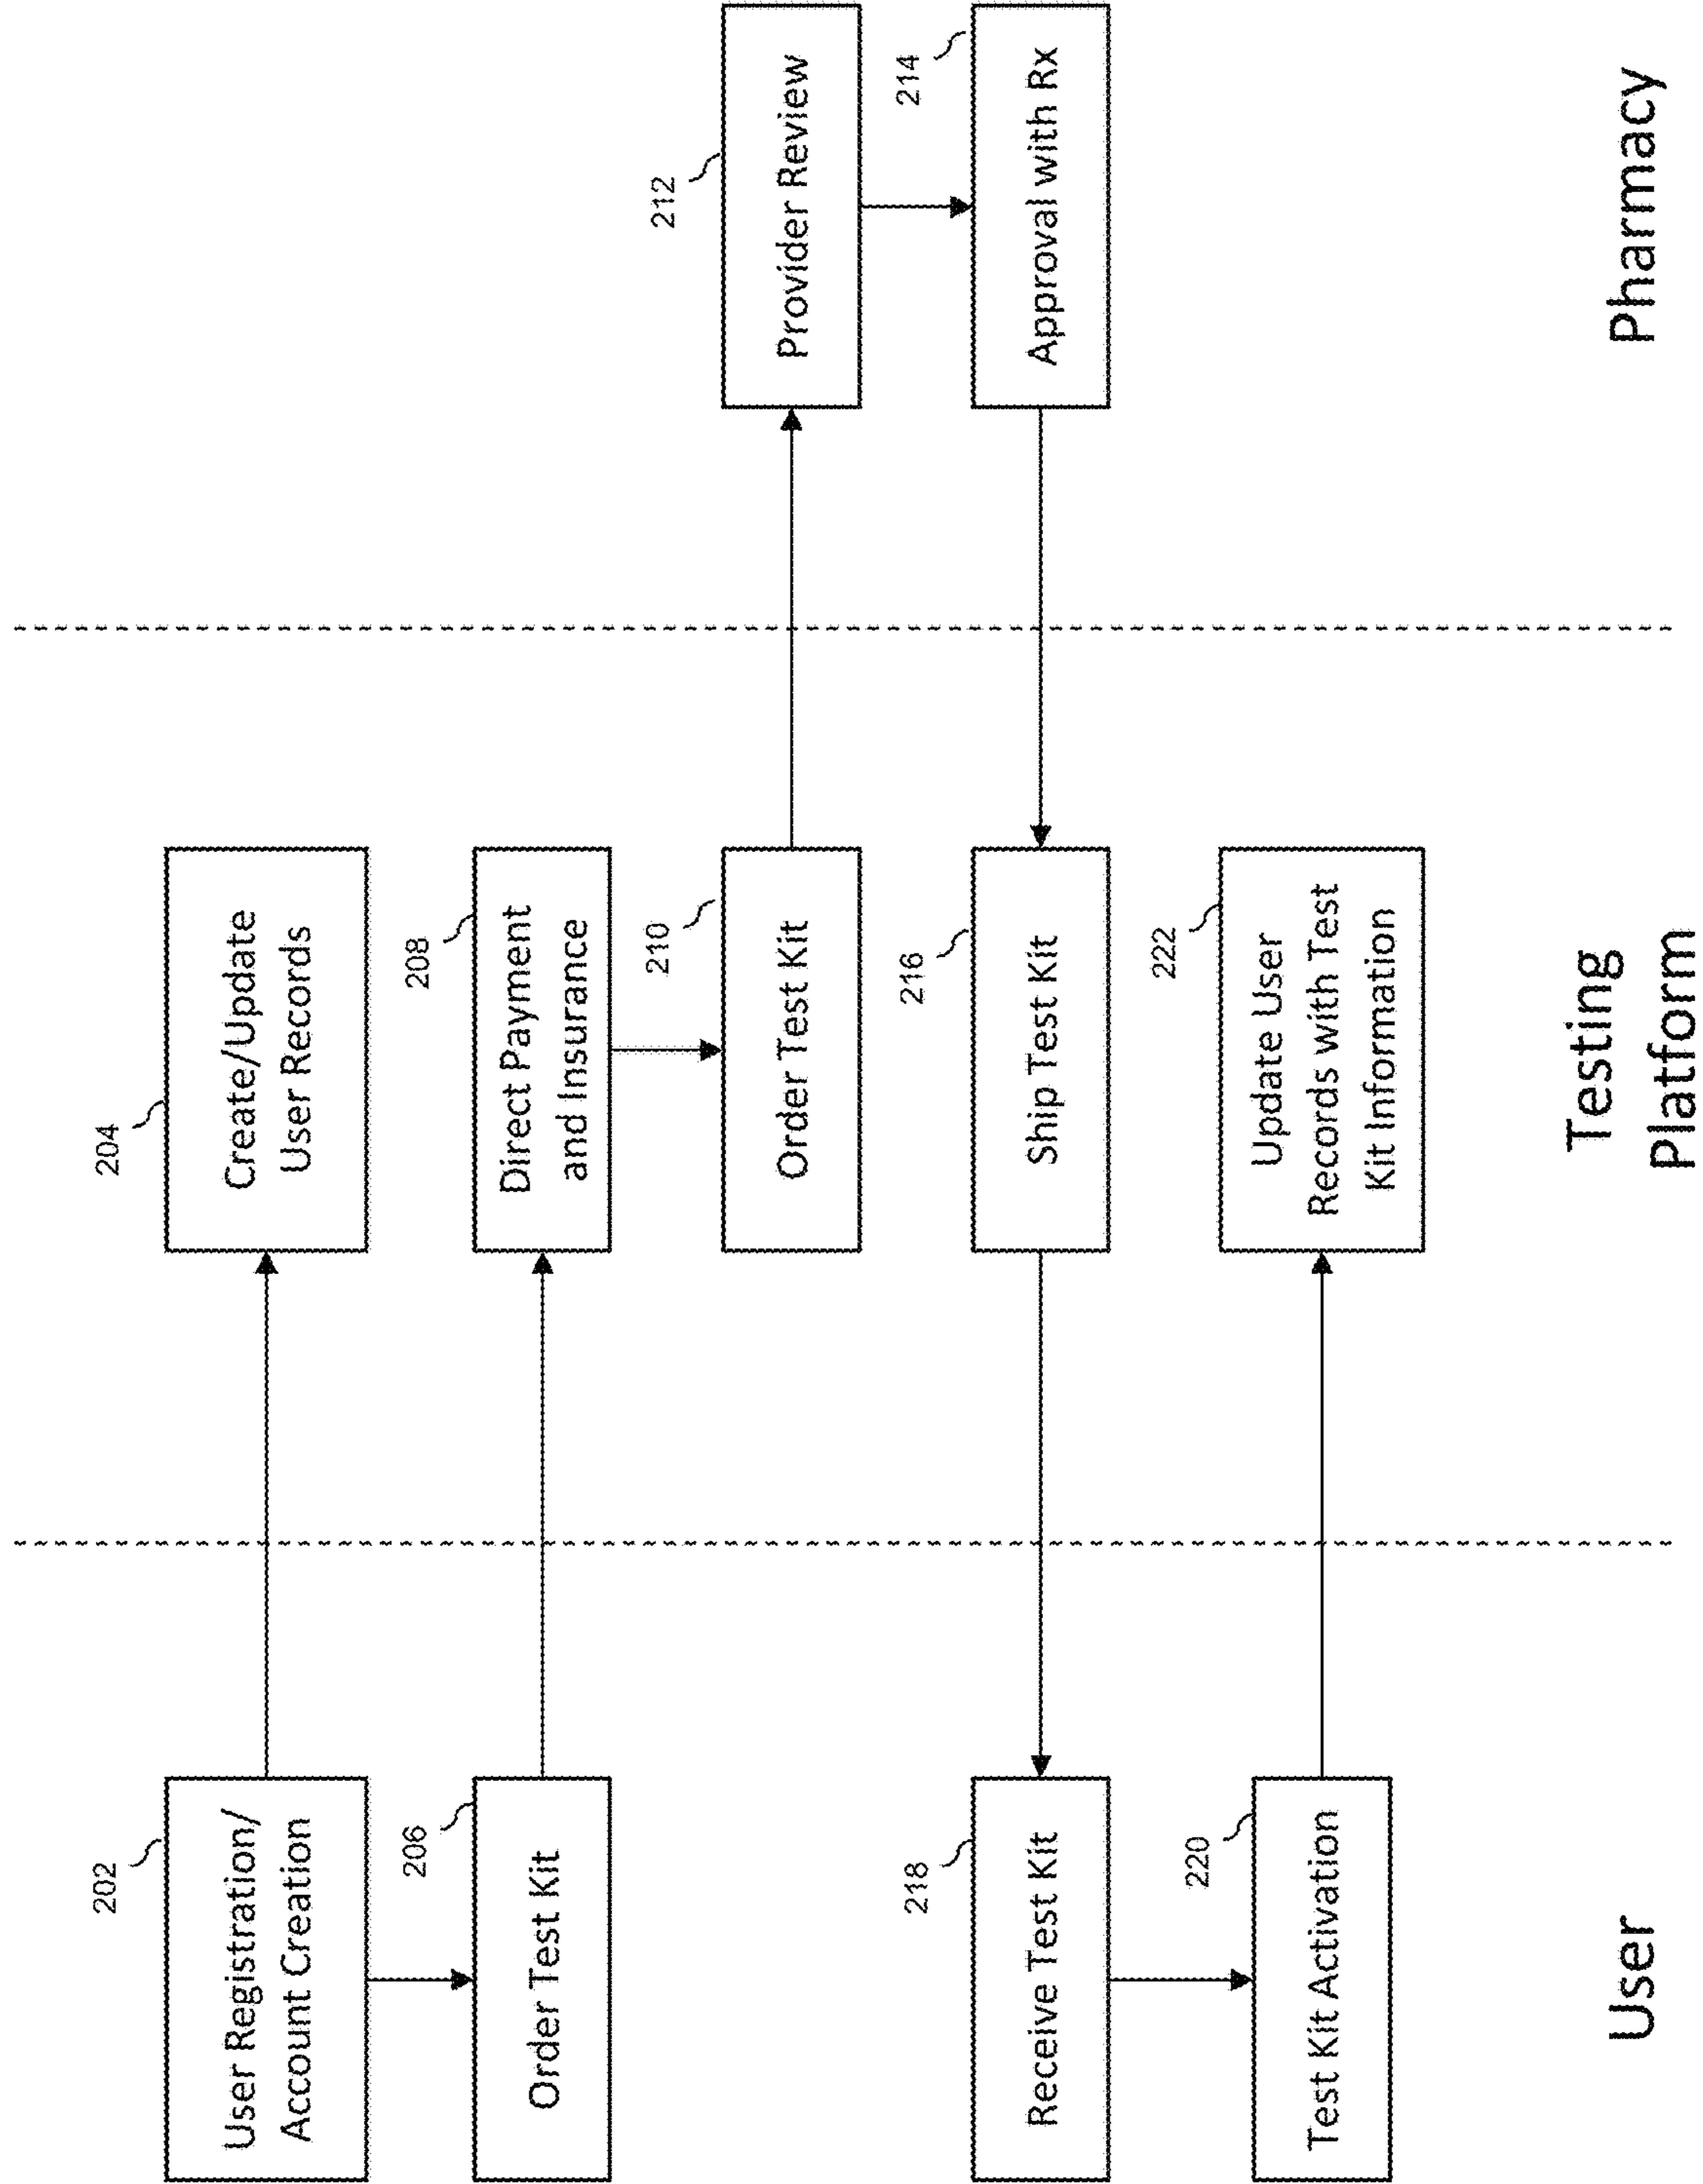 202
User Registration/
Account Creation
204
Create/Update
User Records
206
Order Test Kit
208
Direct Payment
and Insurance
210
Order Test Kit
212
Provider Review
214
Approval with Rx
216
Ship Test Kit
218
Receive Test Kit
220
Test Kit Activation
222
Update User
Records with Test
Kit Information
User
Testing
Platform
Pharmacy